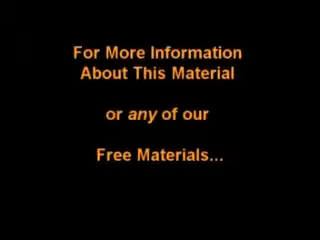 For More Information
About This Material
or any of our
Free Materials...